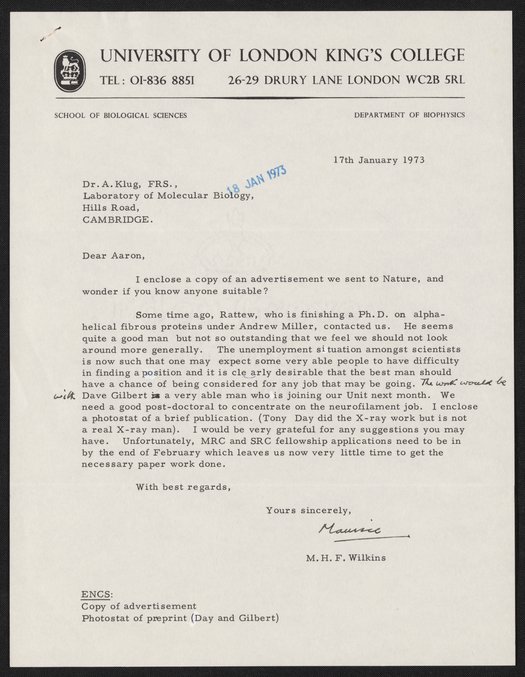 UNIVERSITY OF LONDON KING'S COLLEGE
TEL: 01-836 8851 26-29 DRURY LANE LONDON WC2B 5RL
SCHOOL OF BIOLOGICAL SCIENCES DEPARTMENT OF BIOPHYSICS
17th January 1973
18 JAN 1973
Dr. A. Klug, FRS.,
Laboratory of Molecular Biology,
Hills Road,
CAMBRIDGE.
Dear Aaron,
I enclose a copy of an advertisement we sent to Nature, and
wonder if you know anyone suitable?
Some time ago, Rattew, who is finishing a Ph.D. on alpha-
helical fibrous proteins under Andrew Miller, contacted us. He seems
quite a good man but not so outstanding that we feel we should not look
around more generally. The unemployment situation amongst scientists
is now such that one may expect some very able people to have difficulty
in finding a position and it is cle arly desirable that the best man should
have a chance of being considered for any job that may be going. The work would be
with Dave Gilbert is a very able man who is joining our Unit next month. We
need a good post-doctoral to concentrate on the neurofilament job. I enclose
a photostat of a brief publication. (Tony Day did the X-ray work but is not
a real X-ray man). I would be very grateful for any suggestions you may
have. Unfortunately, MRC and SRC fellowship applications need to be in
by the end of February which leaves us now very little time to get the
necessary paper work done.
With best regards,
Yours sincerely,
Maurice
M.H.F. Wilkins
ENCS:
Copy of advertisement
Photostat of preprint (Day and Gilbert)